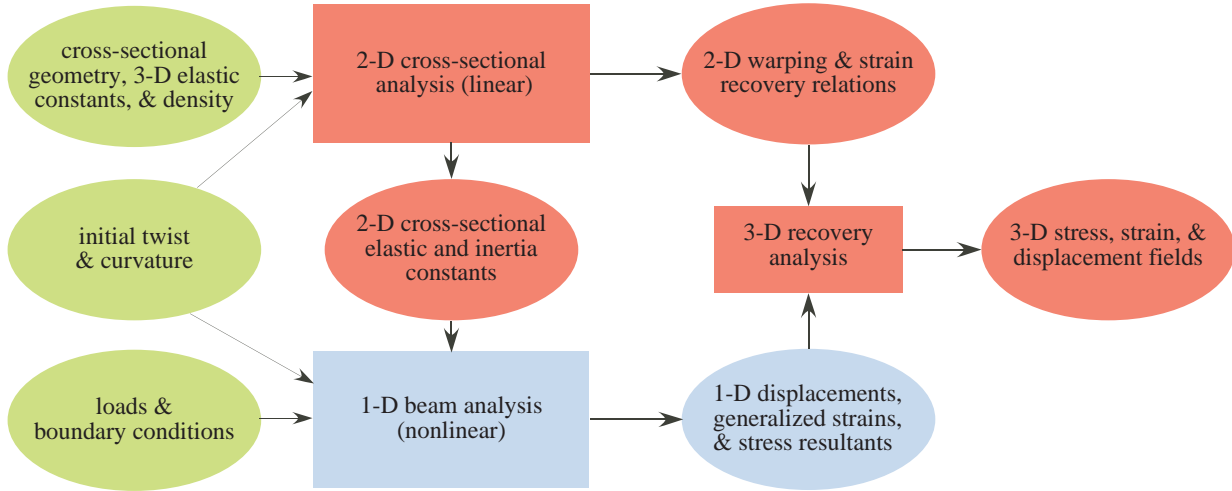 cross-sectional
geometry, 3-D elastic
constants, & density
2-D cross-sectional
analysis (linear)
2-D warping & strain
recovery relations
initial twist
& curvature
2-D cross-sectional
elastic and inertia
constants
3-D recovery
analysis
3-D stress, strain, &
displacement fields
loads &
boundary conditions
1-D beam analysis
(nonlinear)
1-D displacements,
generalized strains,
& stress resultants